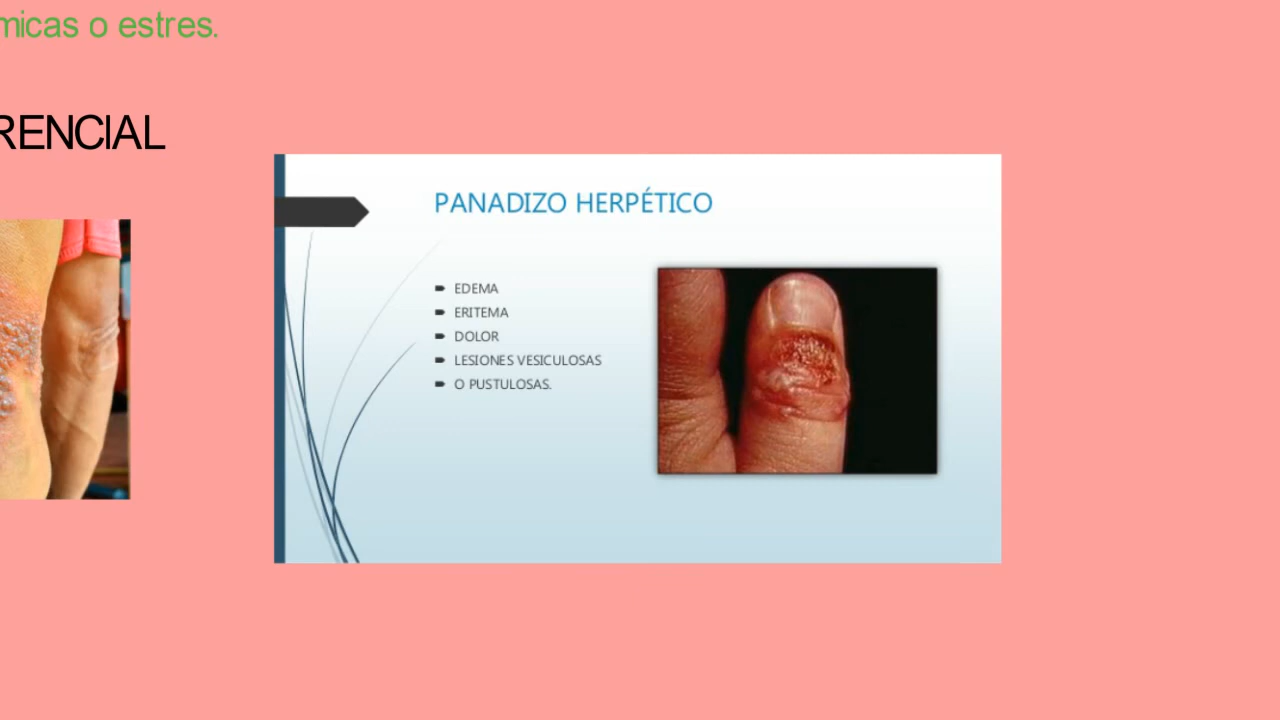 micas o estres.
RENCIAL
PANADIZO HERPÉTICO
EDEMA
ERITEMA
DOLOR
LESIONES VESICULOSAS
O PUSTULOSAS.